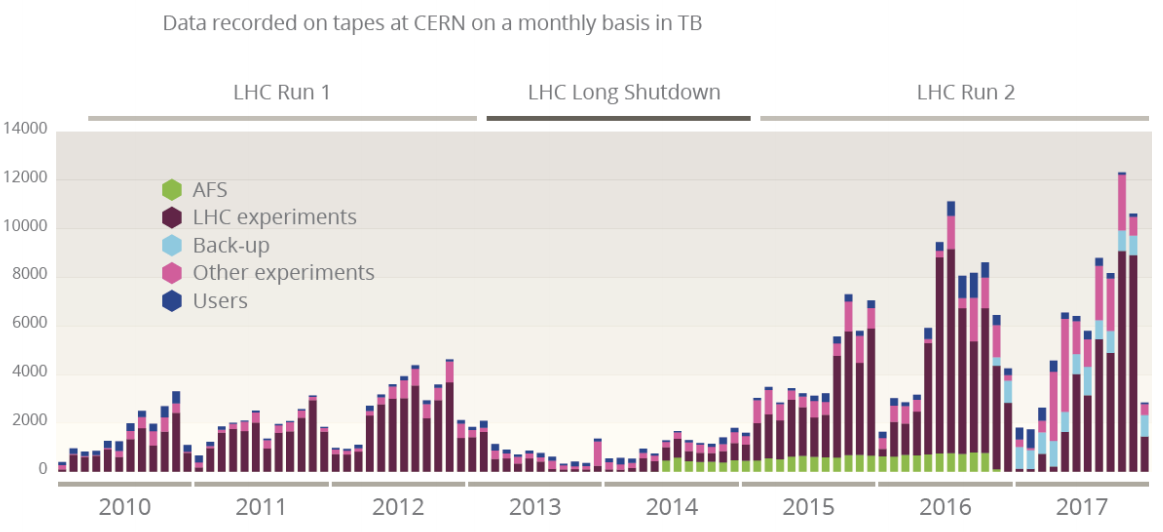 Data recorded on tapes at CERN on a monthly basis in TB
LHC Run 1 LHC Long Shutdown LHC Run 2
14000
12000
10000
8000
6000
4000
2000
0
AFS
LHC experiments
Back-up
Other experiments
Users
2010 2011 2012 2013 2014 2015 2016 2017